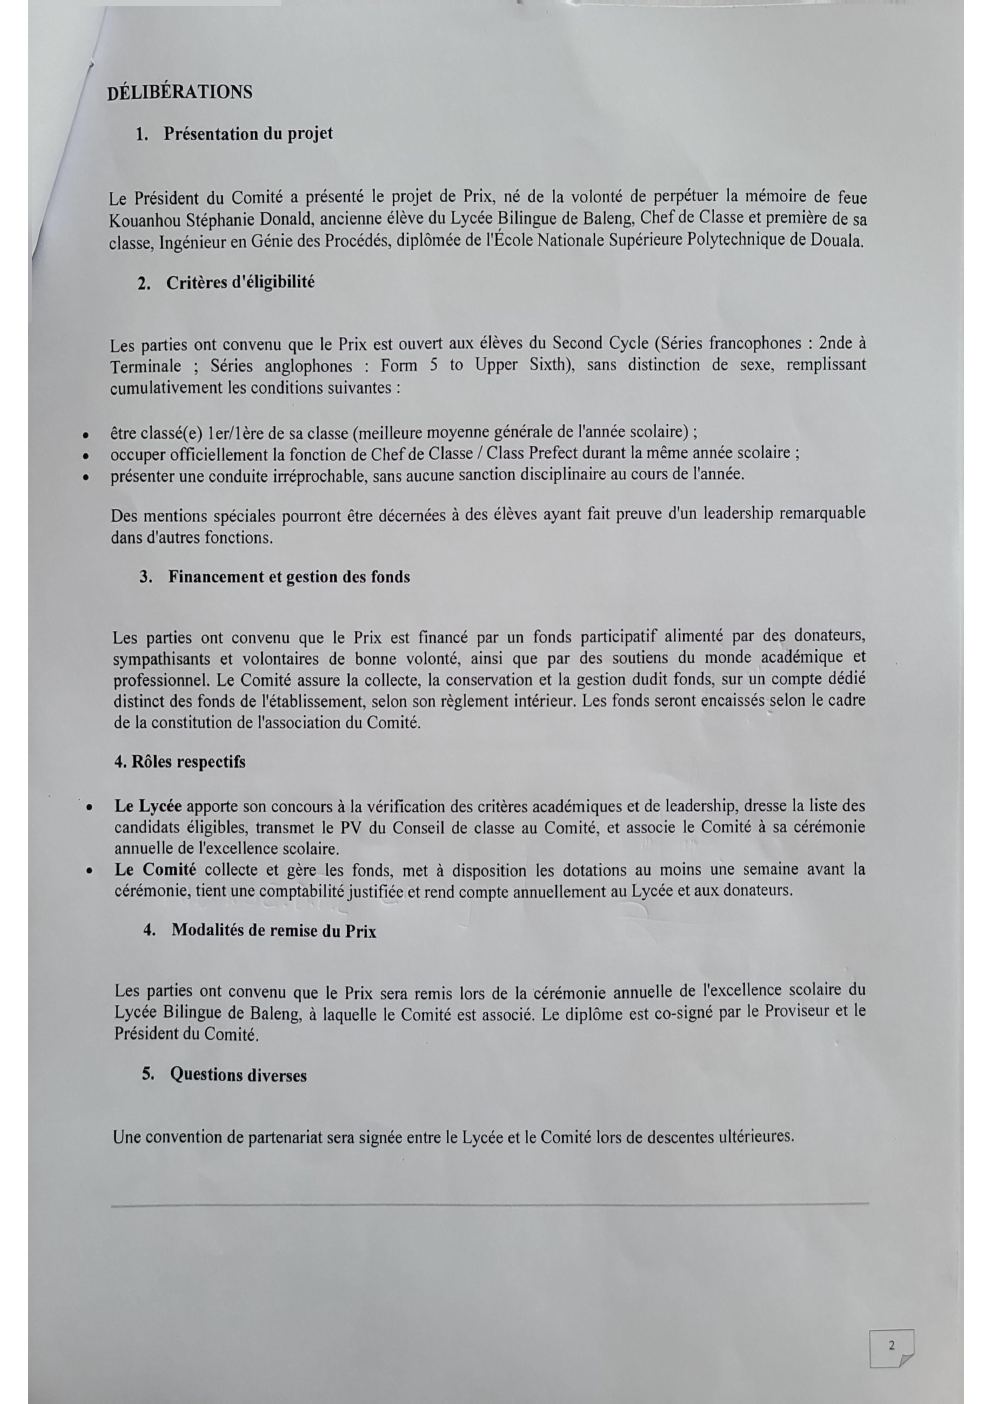 DÉLIBÉRATIONS
1. Présentation du projet
Le Président du Comité a présenté le projet de Prix, né de la volonté de perpétuer la mémoire de feue
Kouanhou Stéphanie Donald, ancienne élève du Lycée Bilingue de Baleng, Chef de Classe et première de sa
classe, Ingénieur en Génie des Procédés, diplômée de l'École Nationale Supérieure Polytechnique de Douala.
2. Critères d'éligibilité
Les parties ont convenu que le Prix est ouvert aux élèves du Second Cycle (Séries francophones : 2nde à
Terminale ; Séries anglophones : Form 5 to Upper Sixth), sans distinction de sexe, remplissant
cumulativement les conditions suivantes :
• être classé(e) 1er/1ère de sa classe (meilleure moyenne générale de l'année scolaire) ;
• occuper officiellement la fonction de Chef de Classe / Class Prefect durant la même année scolaire ;
• présenter une conduite irréprochable, sans aucune sanction disciplinaire au cours de l'année.
Des mentions spéciales pourront être décernées à des élèves ayant fait preuve d'un leadership remarquable
dans d'autres fonctions.
3. Financement et gestion des fonds
Les parties ont convenu que le Prix est financé par un fonds participatif alimenté par des donateurs,
sympathisants et volontaires de bonne volonté, ainsi que par des soutiens du monde académique et
professionnel. Le Comité assure la collecte, la conservation et la gestion dudit fonds, sur un compte dédié
distinct des fonds de l'établissement, selon son règlement intérieur. Les fonds seront encaissés selon le cadre
de la constitution de l'association du Comité.
4. Rôles respectifs
• Le Lycée apporte son concours à la vérification des critères académiques et de leadership, dresse la liste des
candidats éligibles, transmet le PV du Conseil de classe au Comité, et associe le Comité à sa cérémonie
annuelle de l'excellence scolaire.
• Le Comité collecte et gère les fonds, met à disposition les dotations au moins une semaine avant la
cérémonie, tient une comptabilité justifiée et rend compte annuellement au Lycée et aux donateurs.
4. Modalités de remise du Prix
Les parties ont convenu que le Prix sera remis lors de la cérémonie annuelle de l'excellence scolaire du
Lycée Bilingue de Baleng, à laquelle le Comité est associé. Le diplôme est co-signé par le Proviseur et le
Président du Comité.
5. Questions diverses
Une convention de partenariat sera signée entre le Lycée et le Comité lors de descentes ultérieures.
2